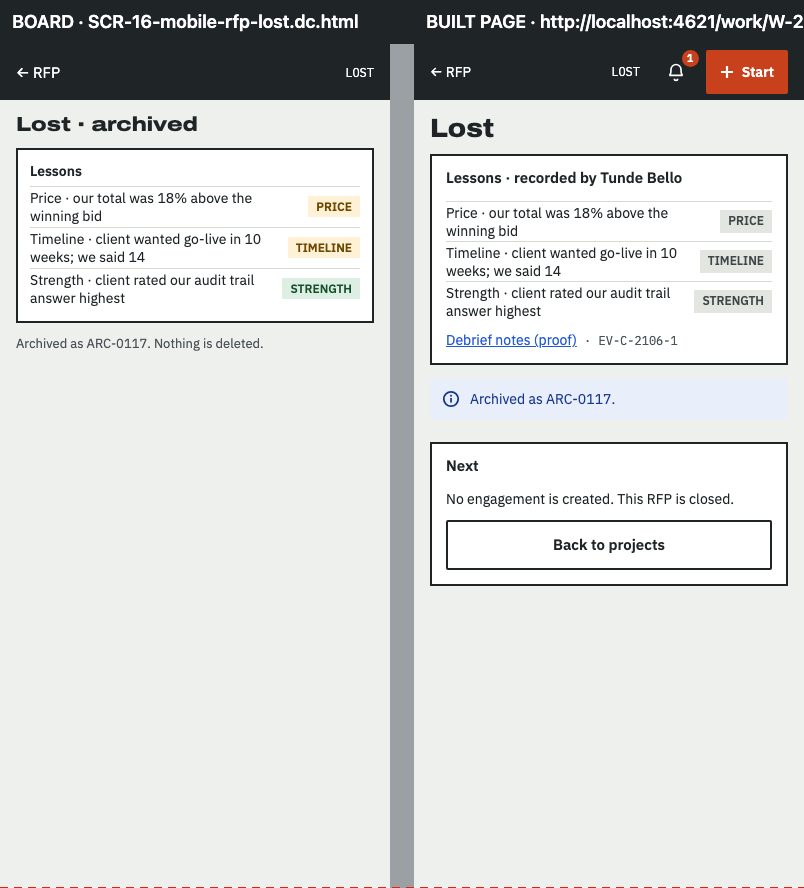 BOARD · SCR-16-mobile-rfp-lost.dc.html
← RFP
LOST
Lost · archived
Lessons
Price · our total was 18% above the
winning bid
PRICE
Timeline · client wanted go-live in 10
weeks; we said 14
TIMELINE
Strength · client rated our audit trail
answer highest
STRENGTH
Archived as ARC-0117. Nothing is deleted.
BUILT PAGE · http://localhost:4621/work/W-2
← RFP
LOST
1
+ Start
Lost
Lessons · recorded by Tunde Bello
Price · our total was 18% above the
winning bid
PRICE
Timeline · client wanted go-live in 10
weeks; we said 14
TIMELINE
Strength · client rated our audit trail
answer highest
STRENGTH
Debrief notes (proof) · EV-C-2106-1
Archived as ARC-0117.
Next
No engagement is created. This RFP is closed.
Back to projects